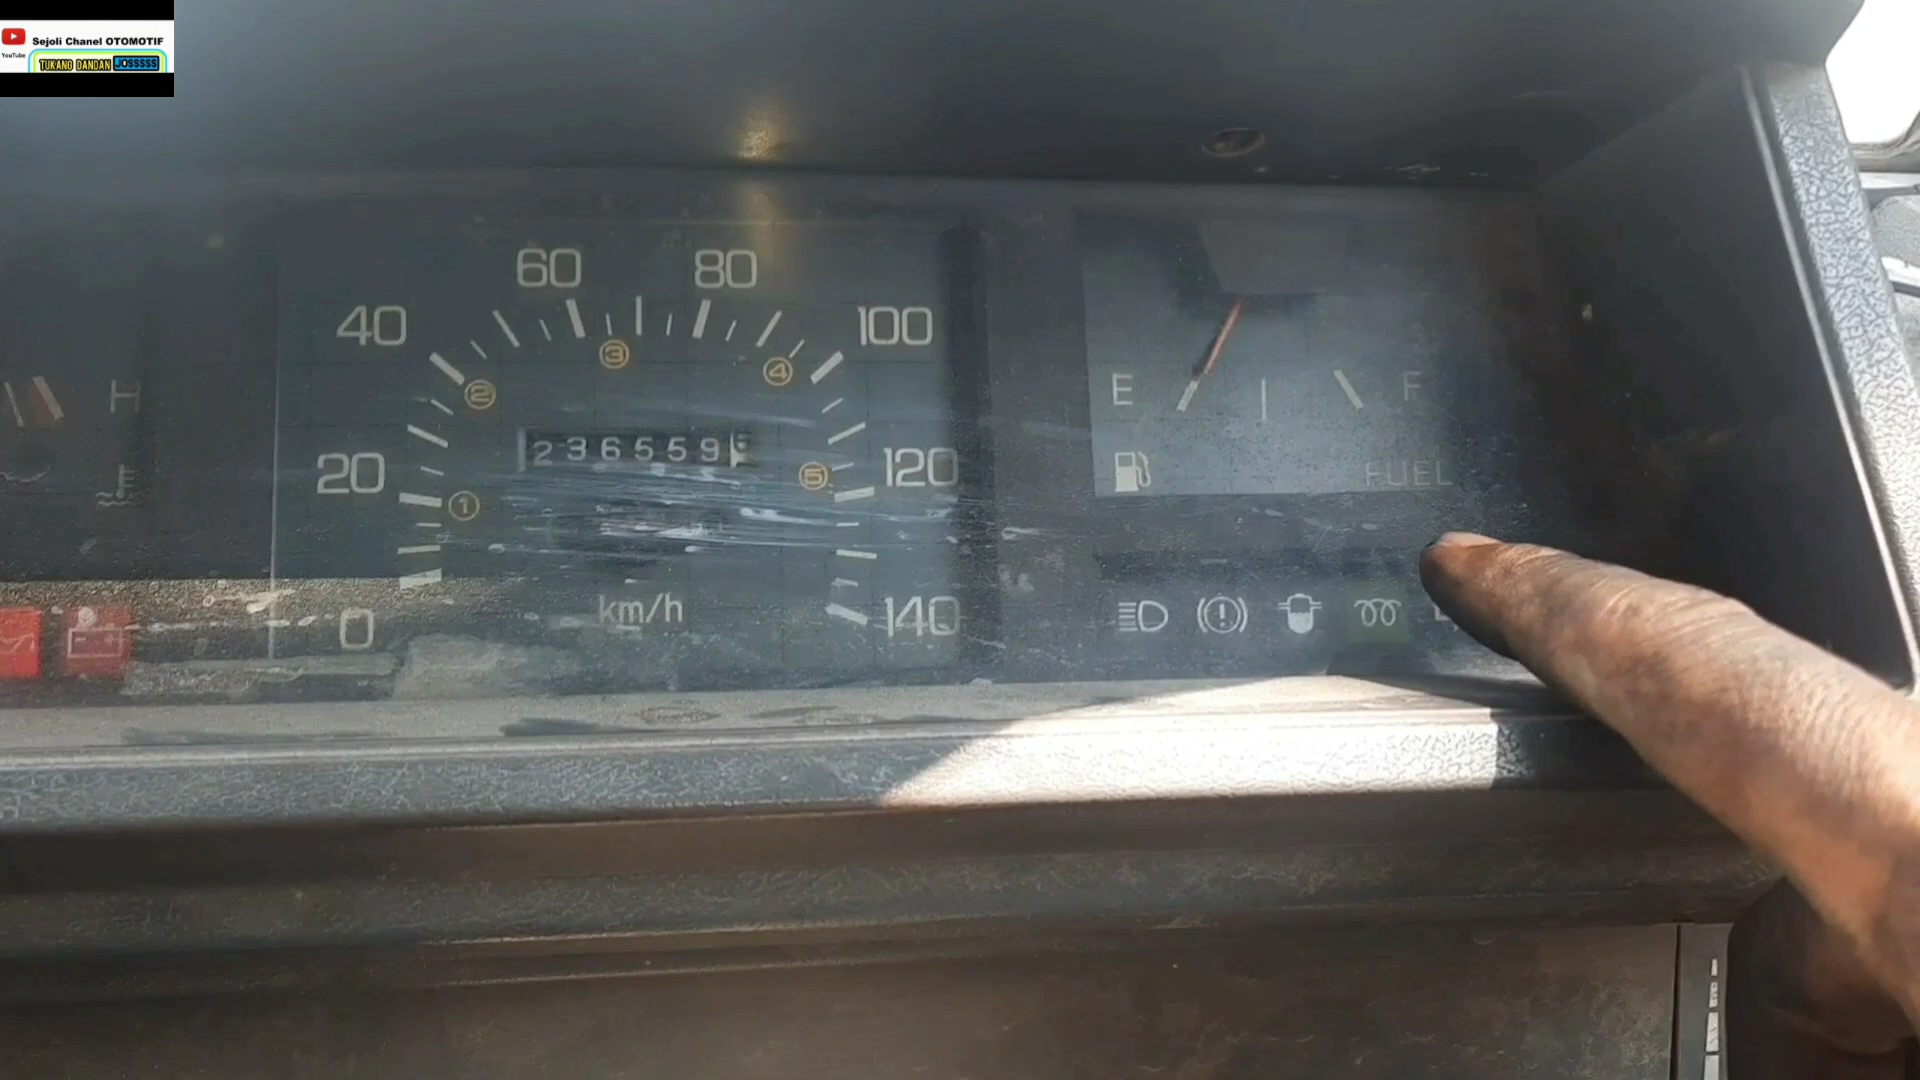 Sejoli Chanel OTOMOTIF
YouTube
TUKANG DANDAN JOSSSSS
60 80
40 100
3
4
2
H
E F
236559
20 120
5
1
FUEL
km/h
0 140